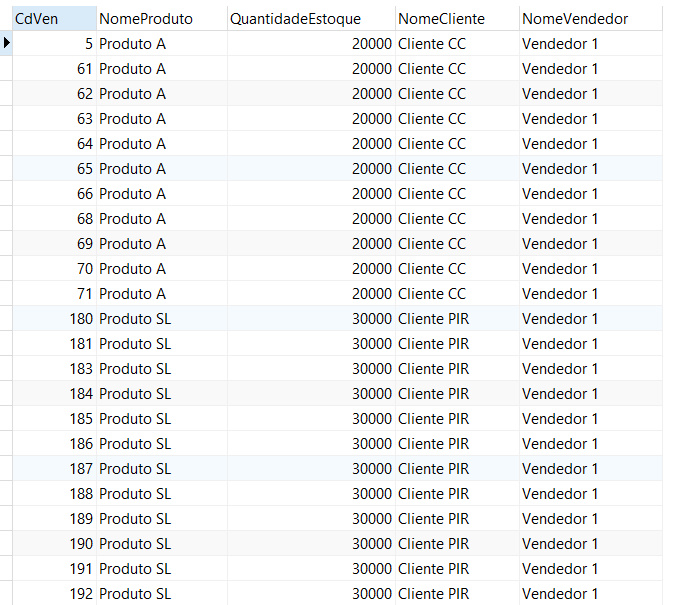 CdVen NomeProduto QuantidadeEstoque NomeCliente NomeVendedor
5 Produto A 20000 Cliente CC Vendedor 1
61 Produto A 20000 Cliente CC Vendedor 1
62 Produto A 20000 Cliente CC Vendedor 1
63 Produto A 20000 Cliente CC Vendedor 1
64 Produto A 20000 Cliente CC Vendedor 1
65 Produto A 20000 Cliente CC Vendedor 1
66 Produto A 20000 Cliente CC Vendedor 1
68 Produto A 20000 Cliente CC Vendedor 1
69 Produto A 20000 Cliente CC Vendedor 1
70 Produto A 20000 Cliente CC Vendedor 1
71 Produto A 20000 Cliente CC Vendedor 1
180 Produto SL 30000 Cliente PIR Vendedor 1
181 Produto SL 30000 Cliente PIR Vendedor 1
183 Produto SL 30000 Cliente PIR Vendedor 1
184 Produto SL 30000 Cliente PIR Vendedor 1
185 Produto SL 30000 Cliente PIR Vendedor 1
186 Produto SL 30000 Cliente PIR Vendedor 1
187 Produto SL 30000 Cliente PIR Vendedor 1
188 Produto SL 30000 Cliente PIR Vendedor 1
189 Produto SL 30000 Cliente PIR Vendedor 1
190 Produto SL 30000 Cliente PIR Vendedor 1
191 Produto SL 30000 Cliente PIR Vendedor 1
192 Produto SL 30000 Cliente PIR Vendedor 1